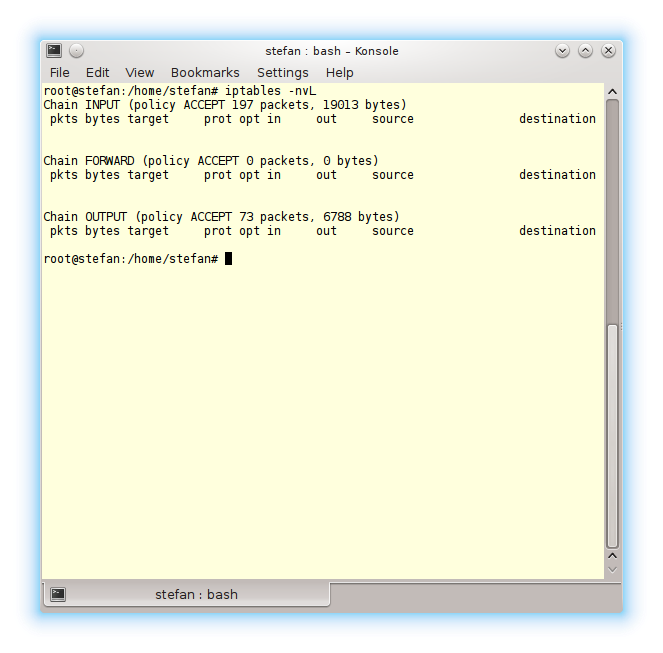 stefan : bash – Konsole
File Edit View Bookmarks Settings Help
root@stefan:/home/stefan# iptables -nvL
Chain INPUT (policy ACCEPT 197 packets, 19013 bytes)
 pkts bytes target     prot opt in     out     source               destination
Chain FORWARD (policy ACCEPT 0 packets, 0 bytes)
 pkts bytes target     prot opt in     out     source               destination
Chain OUTPUT (policy ACCEPT 73 packets, 6788 bytes)
 pkts bytes target     prot opt in     out     source               destination
root@stefan:/home/stefan#
stefan : bash